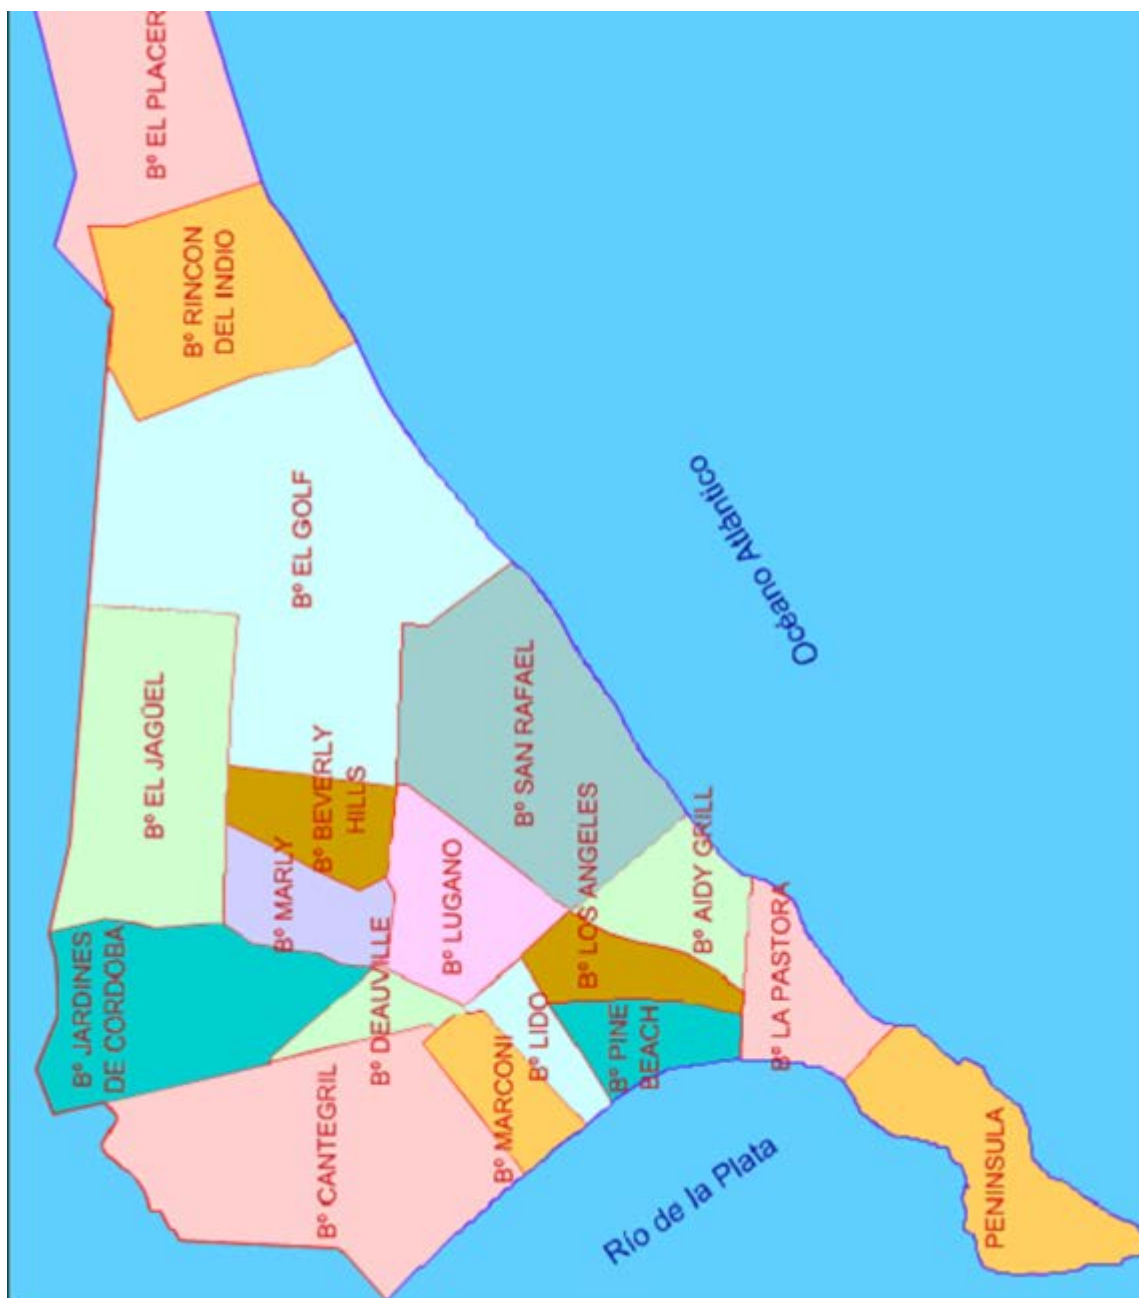 Bº JARDINES
DE CORDOBA
Bº EL JAGÜEL
Bº EL PLACER
Bº RINCON
DEL INDIO
Bº MARLY
Bº EL GOLF
Bº BEVERLY
HILLS
Bº CANTEGRIL
Bº DEAUVILLE
Bº LUGANO
Bº MARCONI
Bº SAN RAFAEL
Bº LIDO
Bº LOS ANGELES
Bº PINE
BEACH
Río de la Plata
Bº AIDY GRILL
Océano Atlántico
Bº LA PASTORA
PENINSULA